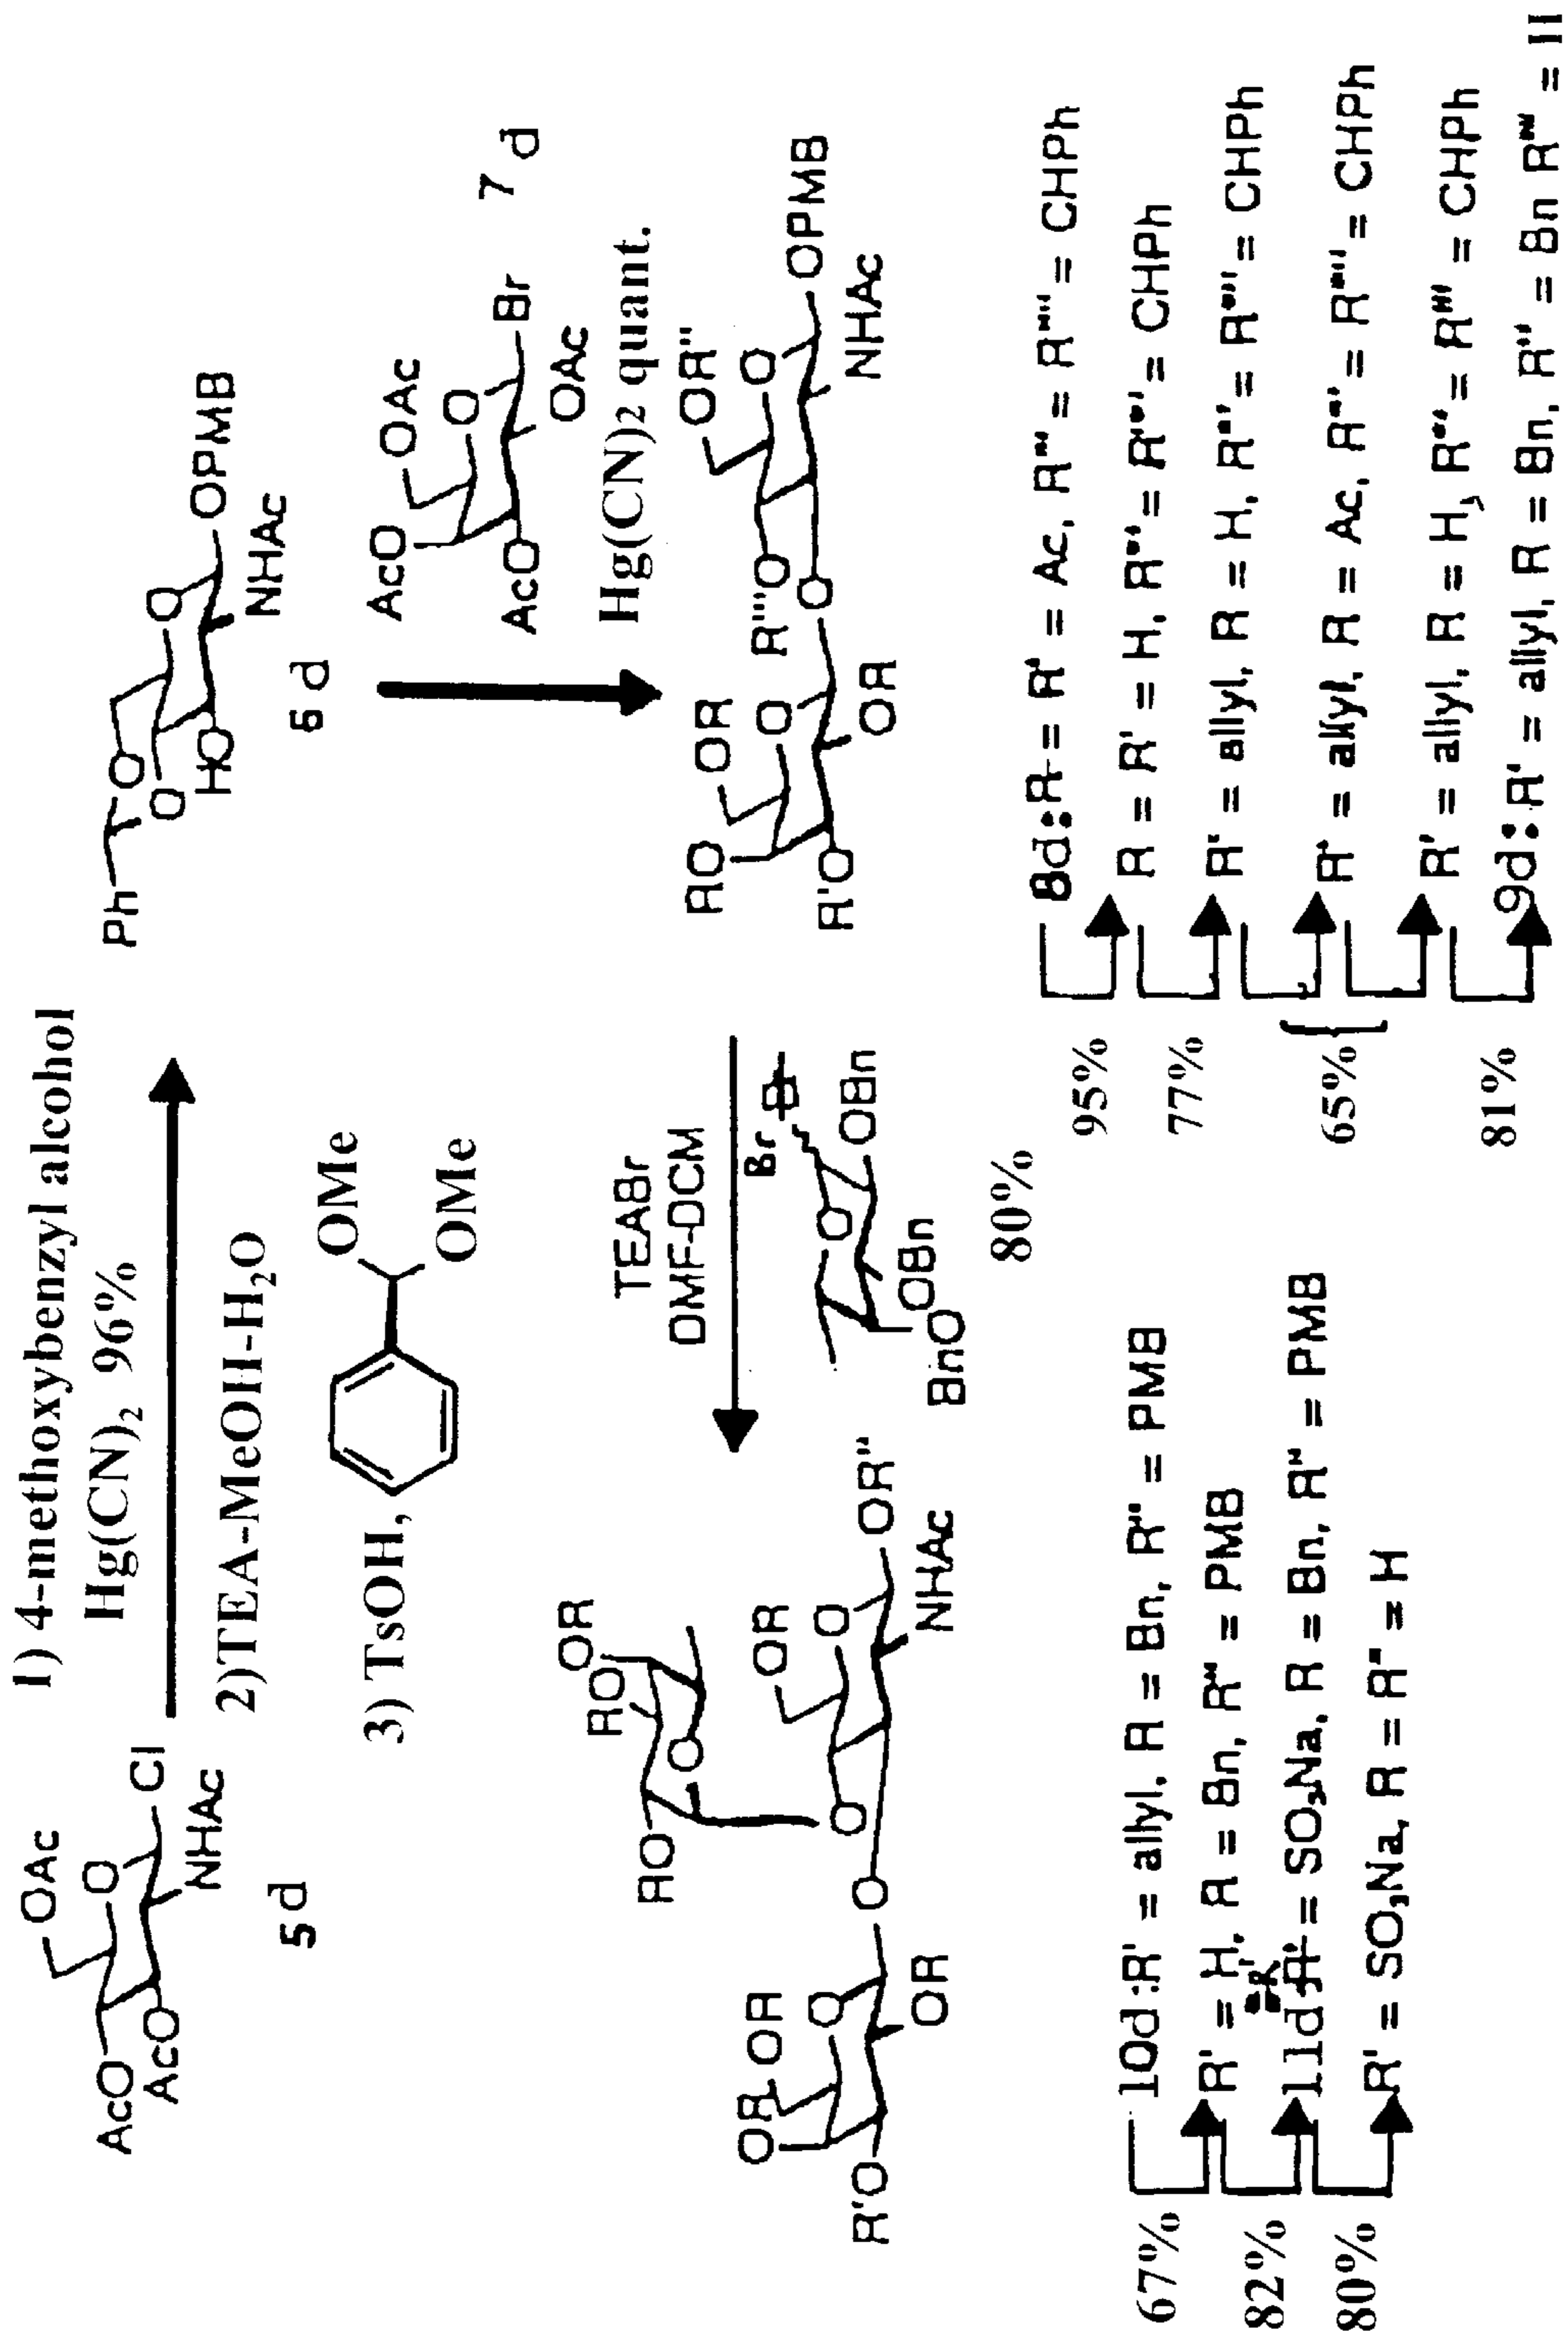 1) 4-methoxybenzyl alcohol
Hg(CN)₂ 96%
2)TEA-MeOH-H₂O
3) TsOH,
OMe
OMe
OAc
AcO
AcO
O
Cl
NHAc
5d
Ph
O
O
HO
O
OPMB
NHAc
6 d
AcO
OAc
O
AcO
Br
OAc
7 d
Hg(CN)₂ quant.
RO
OR
O
R'O
OR
R'''O
O
OR''
O
OPMB
NHAc
TEABr
DMF-DCM
Br
O
OBn
OBn
BnO
80%
OR
RO
O
RO
OR
OR
O
R'O
OR
O
O
OR
O
OR''
NHAc
8d: R = R' = Ac, R'' = R''' = CHPh
95%
R = R' = H, R'' = R''' = CHPh
77%
R' = allyl, R = H, R'' = R''' = CHPh
R' = allyl, R = Ac, R'' = R''' = CHPh
65%
R' = allyl, R = H, R'' = R''' = CHPh
81%
9d: R' = allyl, R = Bn, R'' = Bn R''' = H
10d: R' = allyl, R = Bn, R'' = PMB
67%
R' = H, R = Bn, R'' = PMB
82%
11d R' = SO₃Na, R = Bn, R'' = PMB
80%
R' = SO₃Na, R = R'' = H